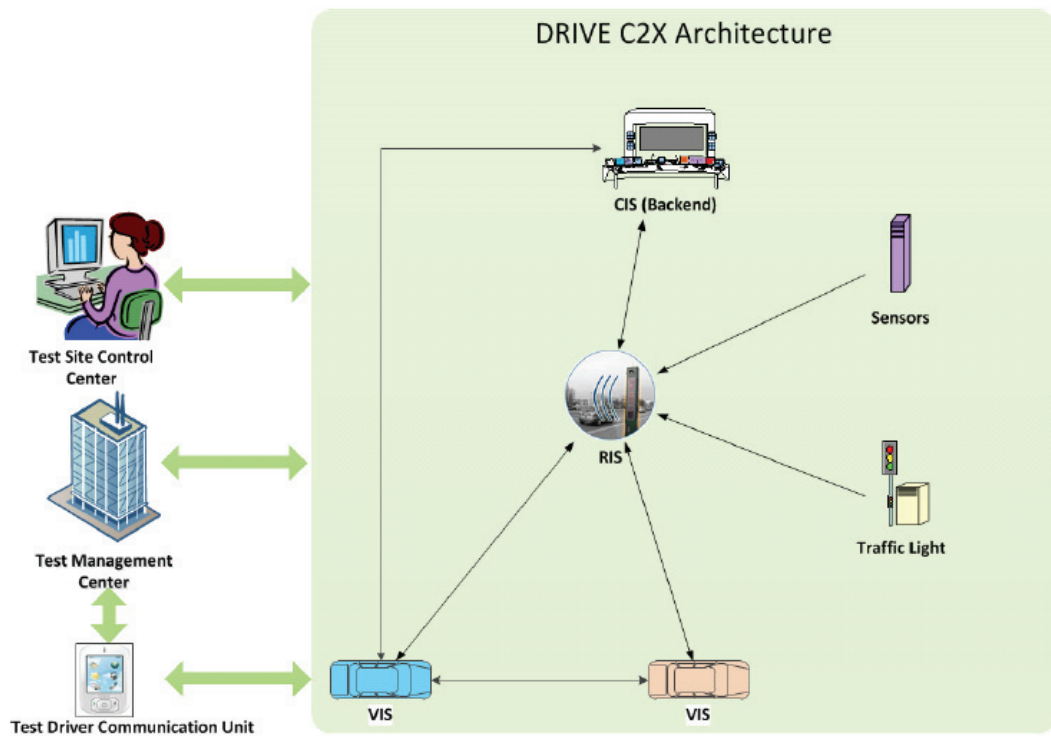 DRIVE C2X Architecture
CIS (Backend)
Sensors
Test Site Control
Center
RIS
Traffic Light
Test Management
Center
VIS
VIS
Test Driver Communication Unit